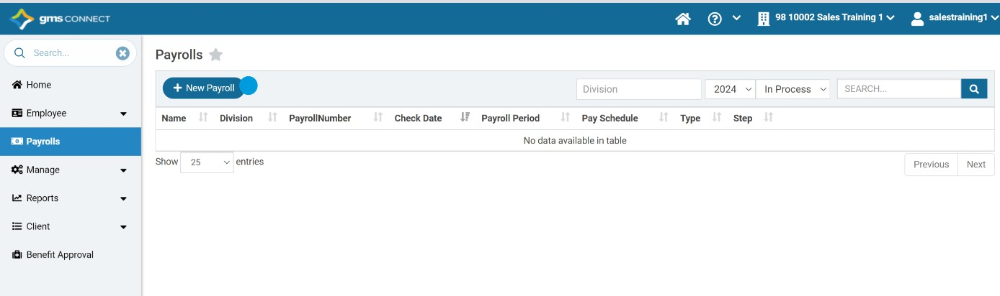 gms CONNECT
98 10002 Sales Training 1
salestraining1
Search...
Payrolls
Home
New Payroll
Division
2024
In Process
SEARCH...
Employee
Name
Division
PayrollNumber
Check Date
Payroll Period
Pay Schedule
Type
Step
Payrolls
No data available in table
Manage
Show 25 entries
Previous
Next
Reports
Client
Benefit Approval